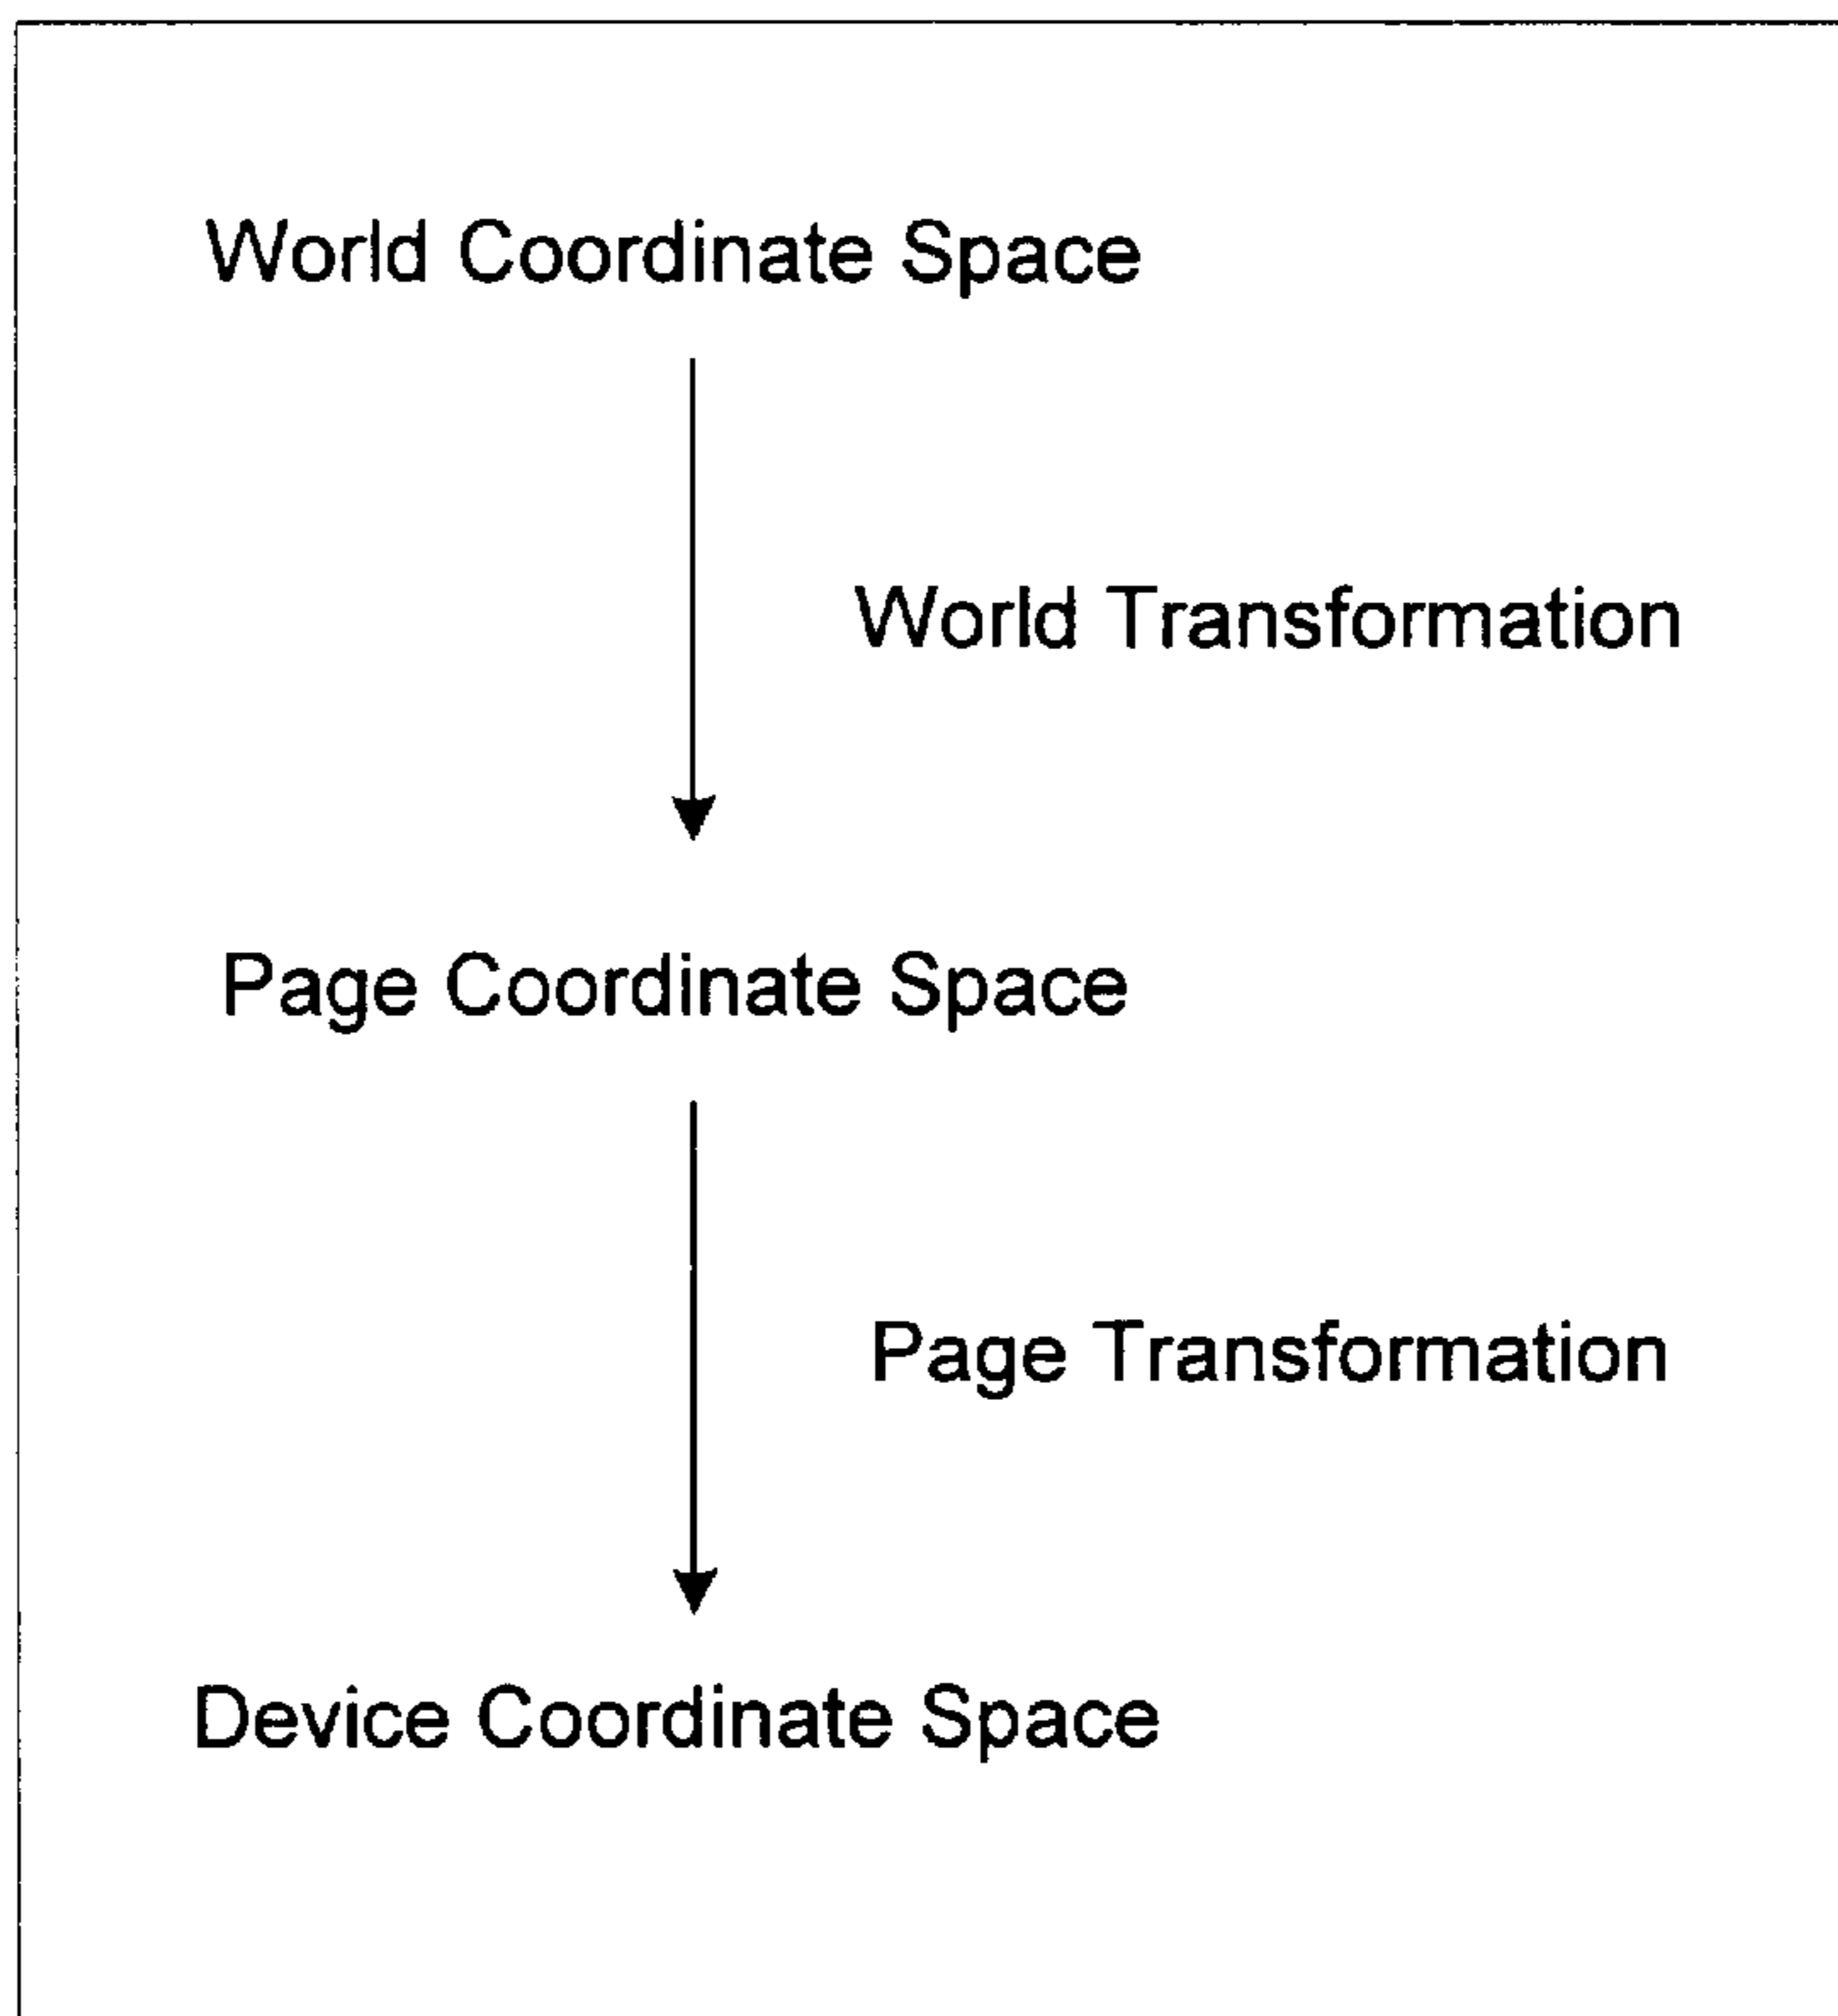 World Coordinate Space
World Transformation
Page Coordinate Space
Page Transformation
Device Coordinate Space